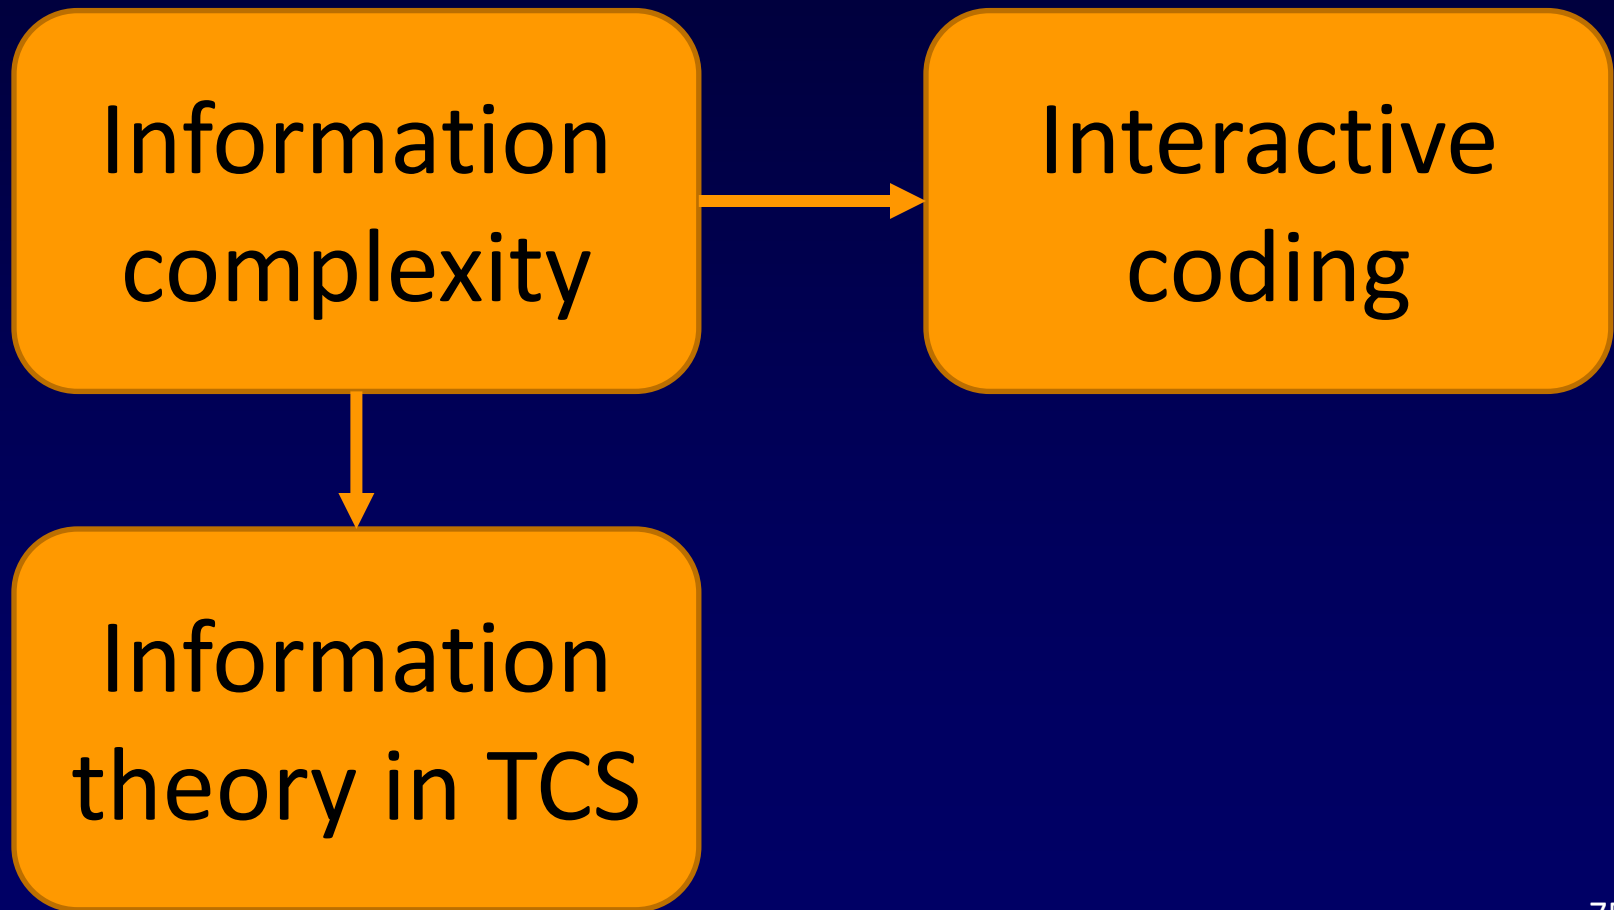 Information
complexity
Interactive
coding
Information
theory in TCS